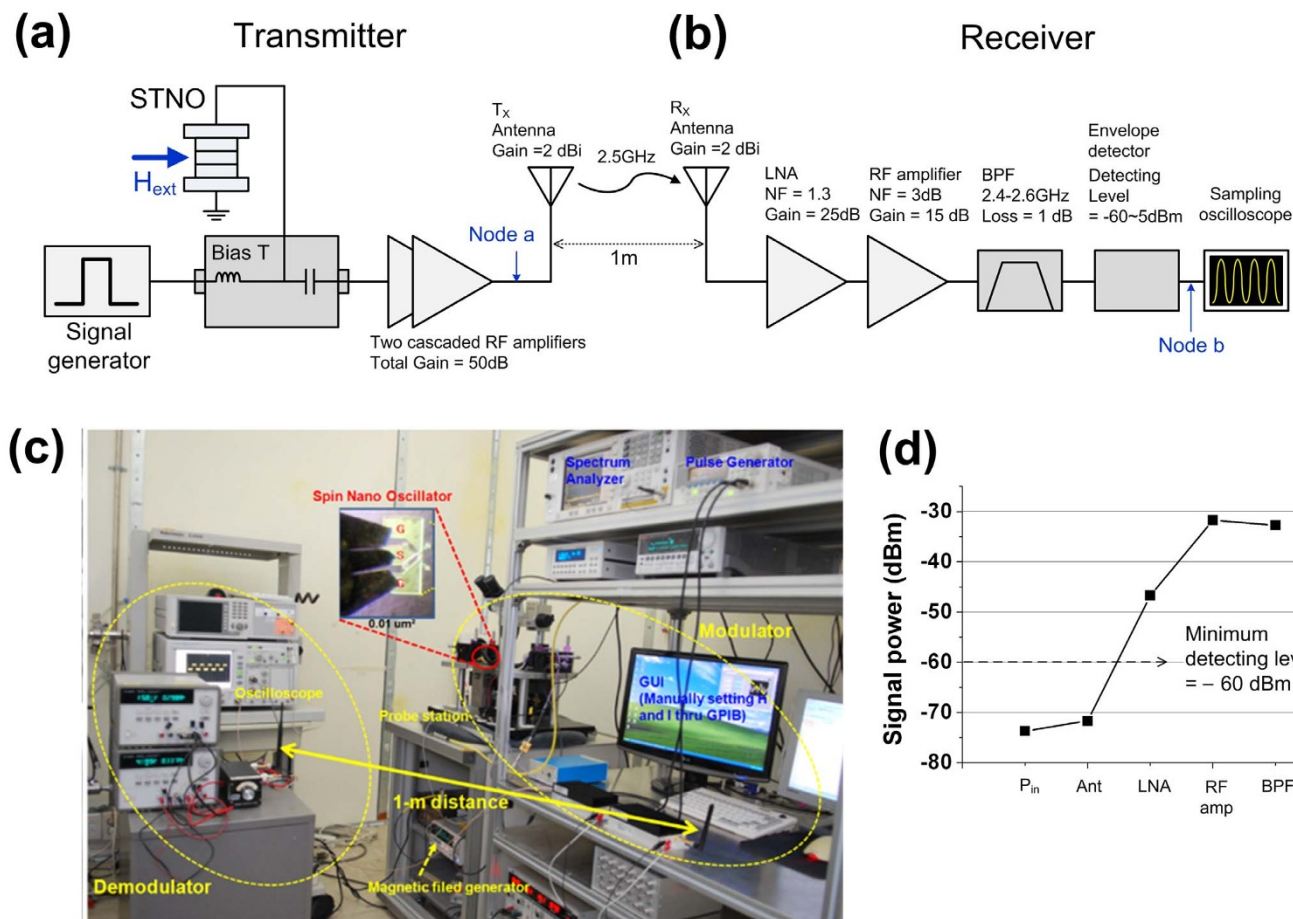 (a)
Transmitter
STNO
Hext
Bias T
Signal
generator
Two cascaded RF amplifiers
Total Gain = 50dB
Node a
TX
Antenna
Gain =2 dBi
2.5GHz
1m
(b)
Receiver
RX
Antenna
Gain =2 dBi
LNA
NF = 1.3
Gain = 25dB
RF amplifier
NF = 3dB
Gain = 15 dB
BPF
2.4-2.6GHz
Loss = 1 dB
Envelope
detector
Detecting
Level
= -60~5dBm
Sampling
oscilloscope
Node b
(c)
Spin Nano Oscillator
G
S
G
0.01 um²
Spectrum
Analyzer
Pulse Generator
Modulator
Oscilloscope
Probe station
GUI
(Manually setting H
and I thru GPIB)
1-m distance
Demodulator
Magnetic filed generator
(d)
Signal power (dBm)
-30
-40
-50
-60
-70
-80
Minimum
detecting leve
= – 60 dBm
Pin
Ant
LNA
RF
amp
BPF